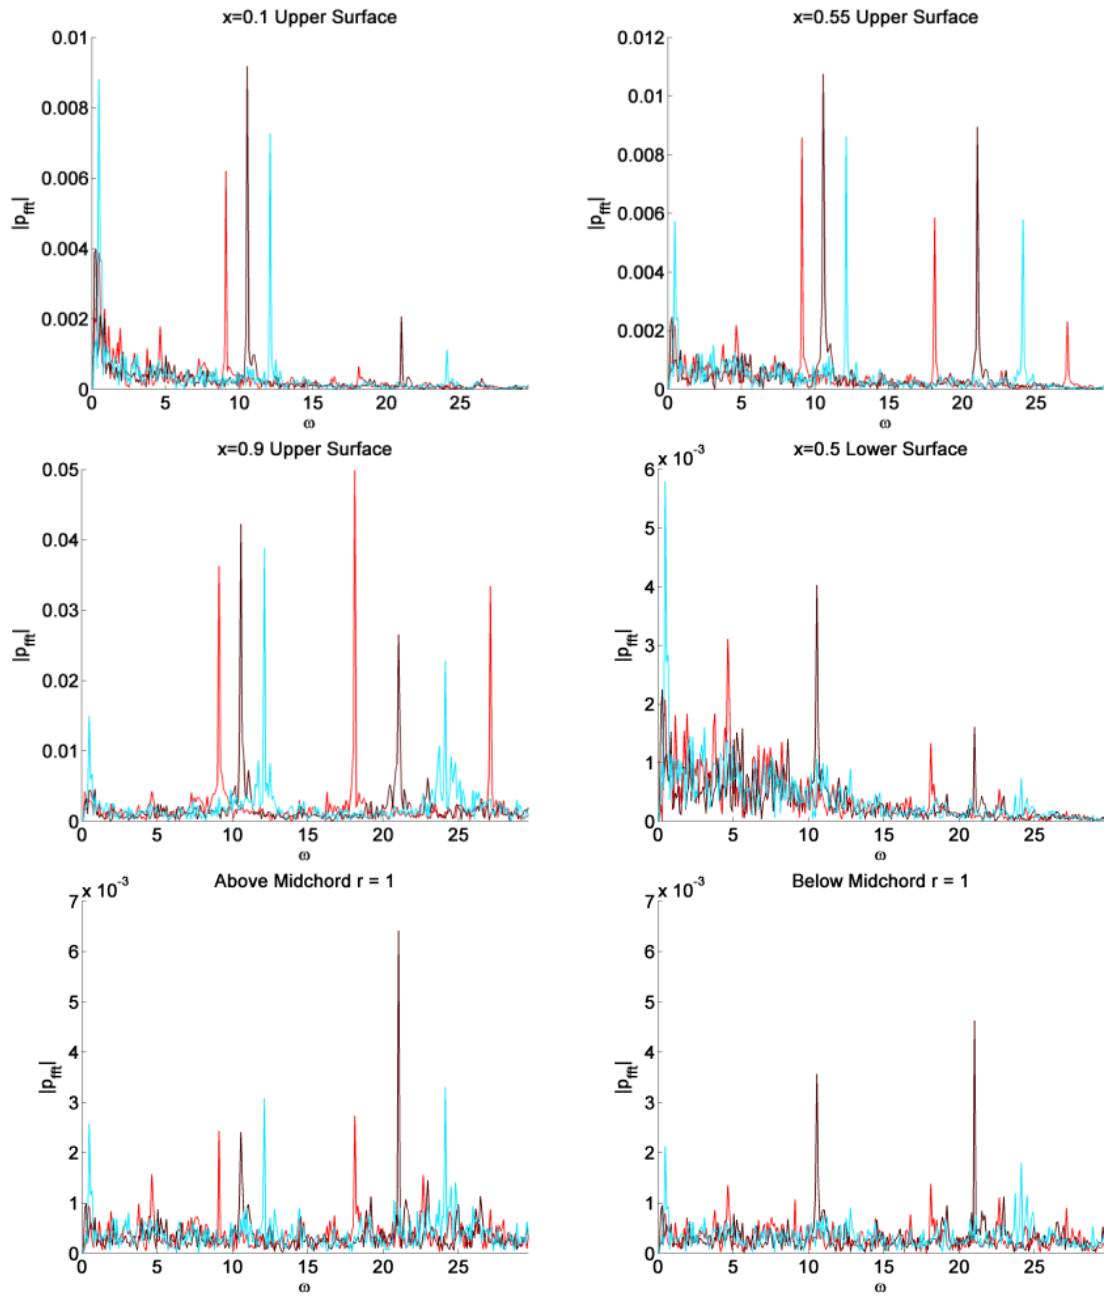 x=0.1 Upper Surface
0.01
0.008
0.006
0.004
0.002
0
|p_fft|
0 5 10 15 20 25
ω
x=0.55 Upper Surface
0.012
0.01
0.008
0.006
0.004
0.002
0
|p_fft|
0 5 10 15 20 25
ω
x=0.9 Upper Surface
0.05
0.04
0.03
0.02
0.01
0
|p_fft|
0 5 10 15 20 25
ω
x=0.5 Lower Surface
x 10^-3
6
5
4
3
2
1
0
|p_fft|
0 5 10 15 20 25
ω
Above Midchord r = 1
x 10^-3
7
6
5
4
3
2
1
0
|p_fft|
0 5 10 15 20 25
ω
Below Midchord r = 1
x 10^-3
7
6
5
4
3
2
1
0
|p_fft|
0 5 10 15 20 25
ω